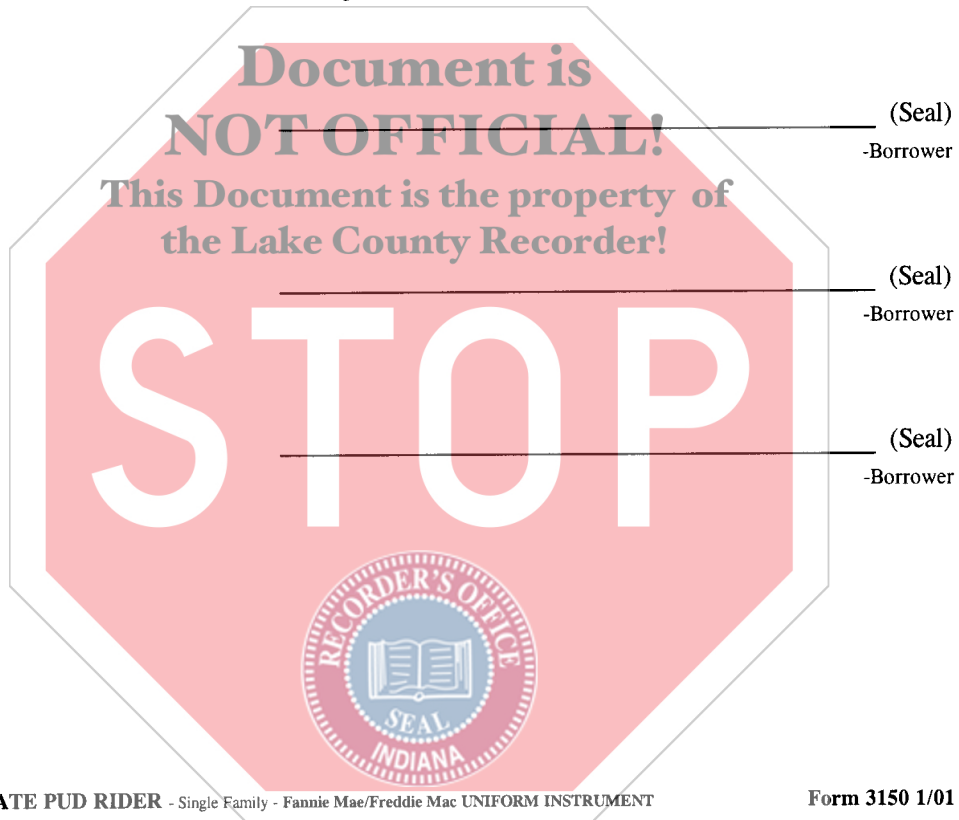 Document is
NOT OFFICIAL!
(Seal)
-Borrower
This Document is the property of
the Lake County Recorder!
(Seal)
-Borrower
STOP
(Seal)
-Borrower
RECORDER'S OFFICE
SEAL
INDIANA
ATE PUD RIDER - Single Family - Fannie Mae/Freddie Mac UNIFORM INSTRUMENT Form 3150 1/01